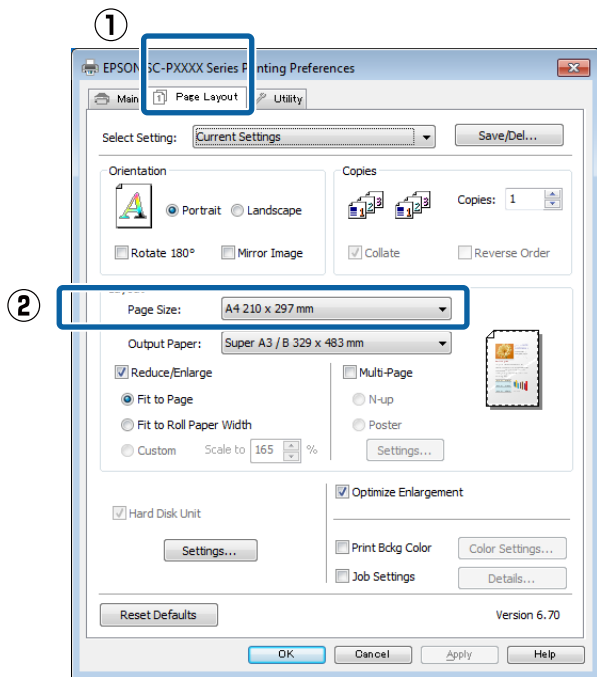 ①
EPSON SC-PXXXX Series Printing Preferences
Main Page Layout Utility
Select Setting: Current Settings Save/Del...
Orientation
Portrait Landscape
Rotate 180° Mirror Image
Copies
Copies: 1
Collate Reverse Order
②
Page Size: A4 210 x 297 mm
Output Paper: Super A3 / B 329 x 483 mm
Reduce/Enlarge
Fit to Page
Fit to Roll Paper Width
Custom Scale to 165 %
Multi-Page
N-up
Poster
Settings...
Hard Disk Unit
Settings...
Optimize Enlargement
Print Bckg Color Color Settings...
Job Settings Details...
Reset Defaults Version 6.70
OK Cancel Apply Help